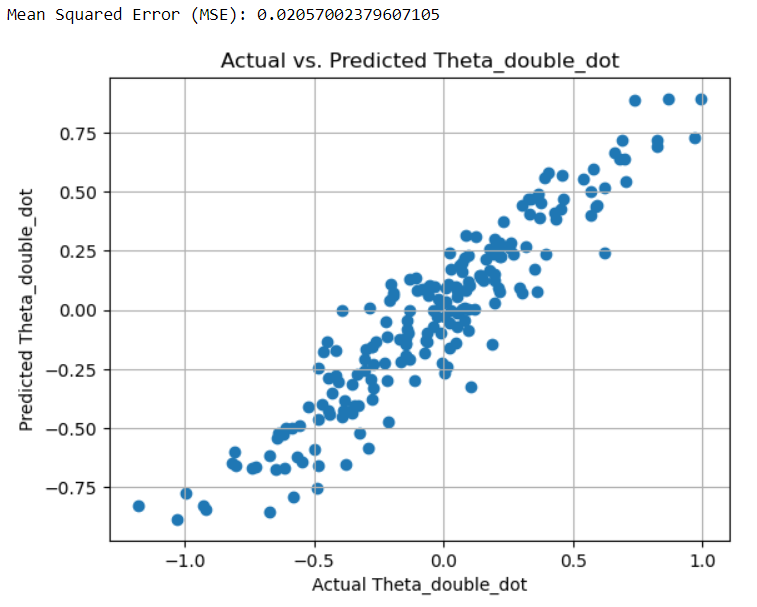 Mean Squared Error (MSE): 0.02057002379607105
Actual vs. Predicted Theta_double_dot
Predicted Theta_double_dot
0.75
0.50
0.25
0.00
−0.25
−0.50
−0.75
−1.0 −0.5 0.0 0.5 1.0
Actual Theta_double_dot